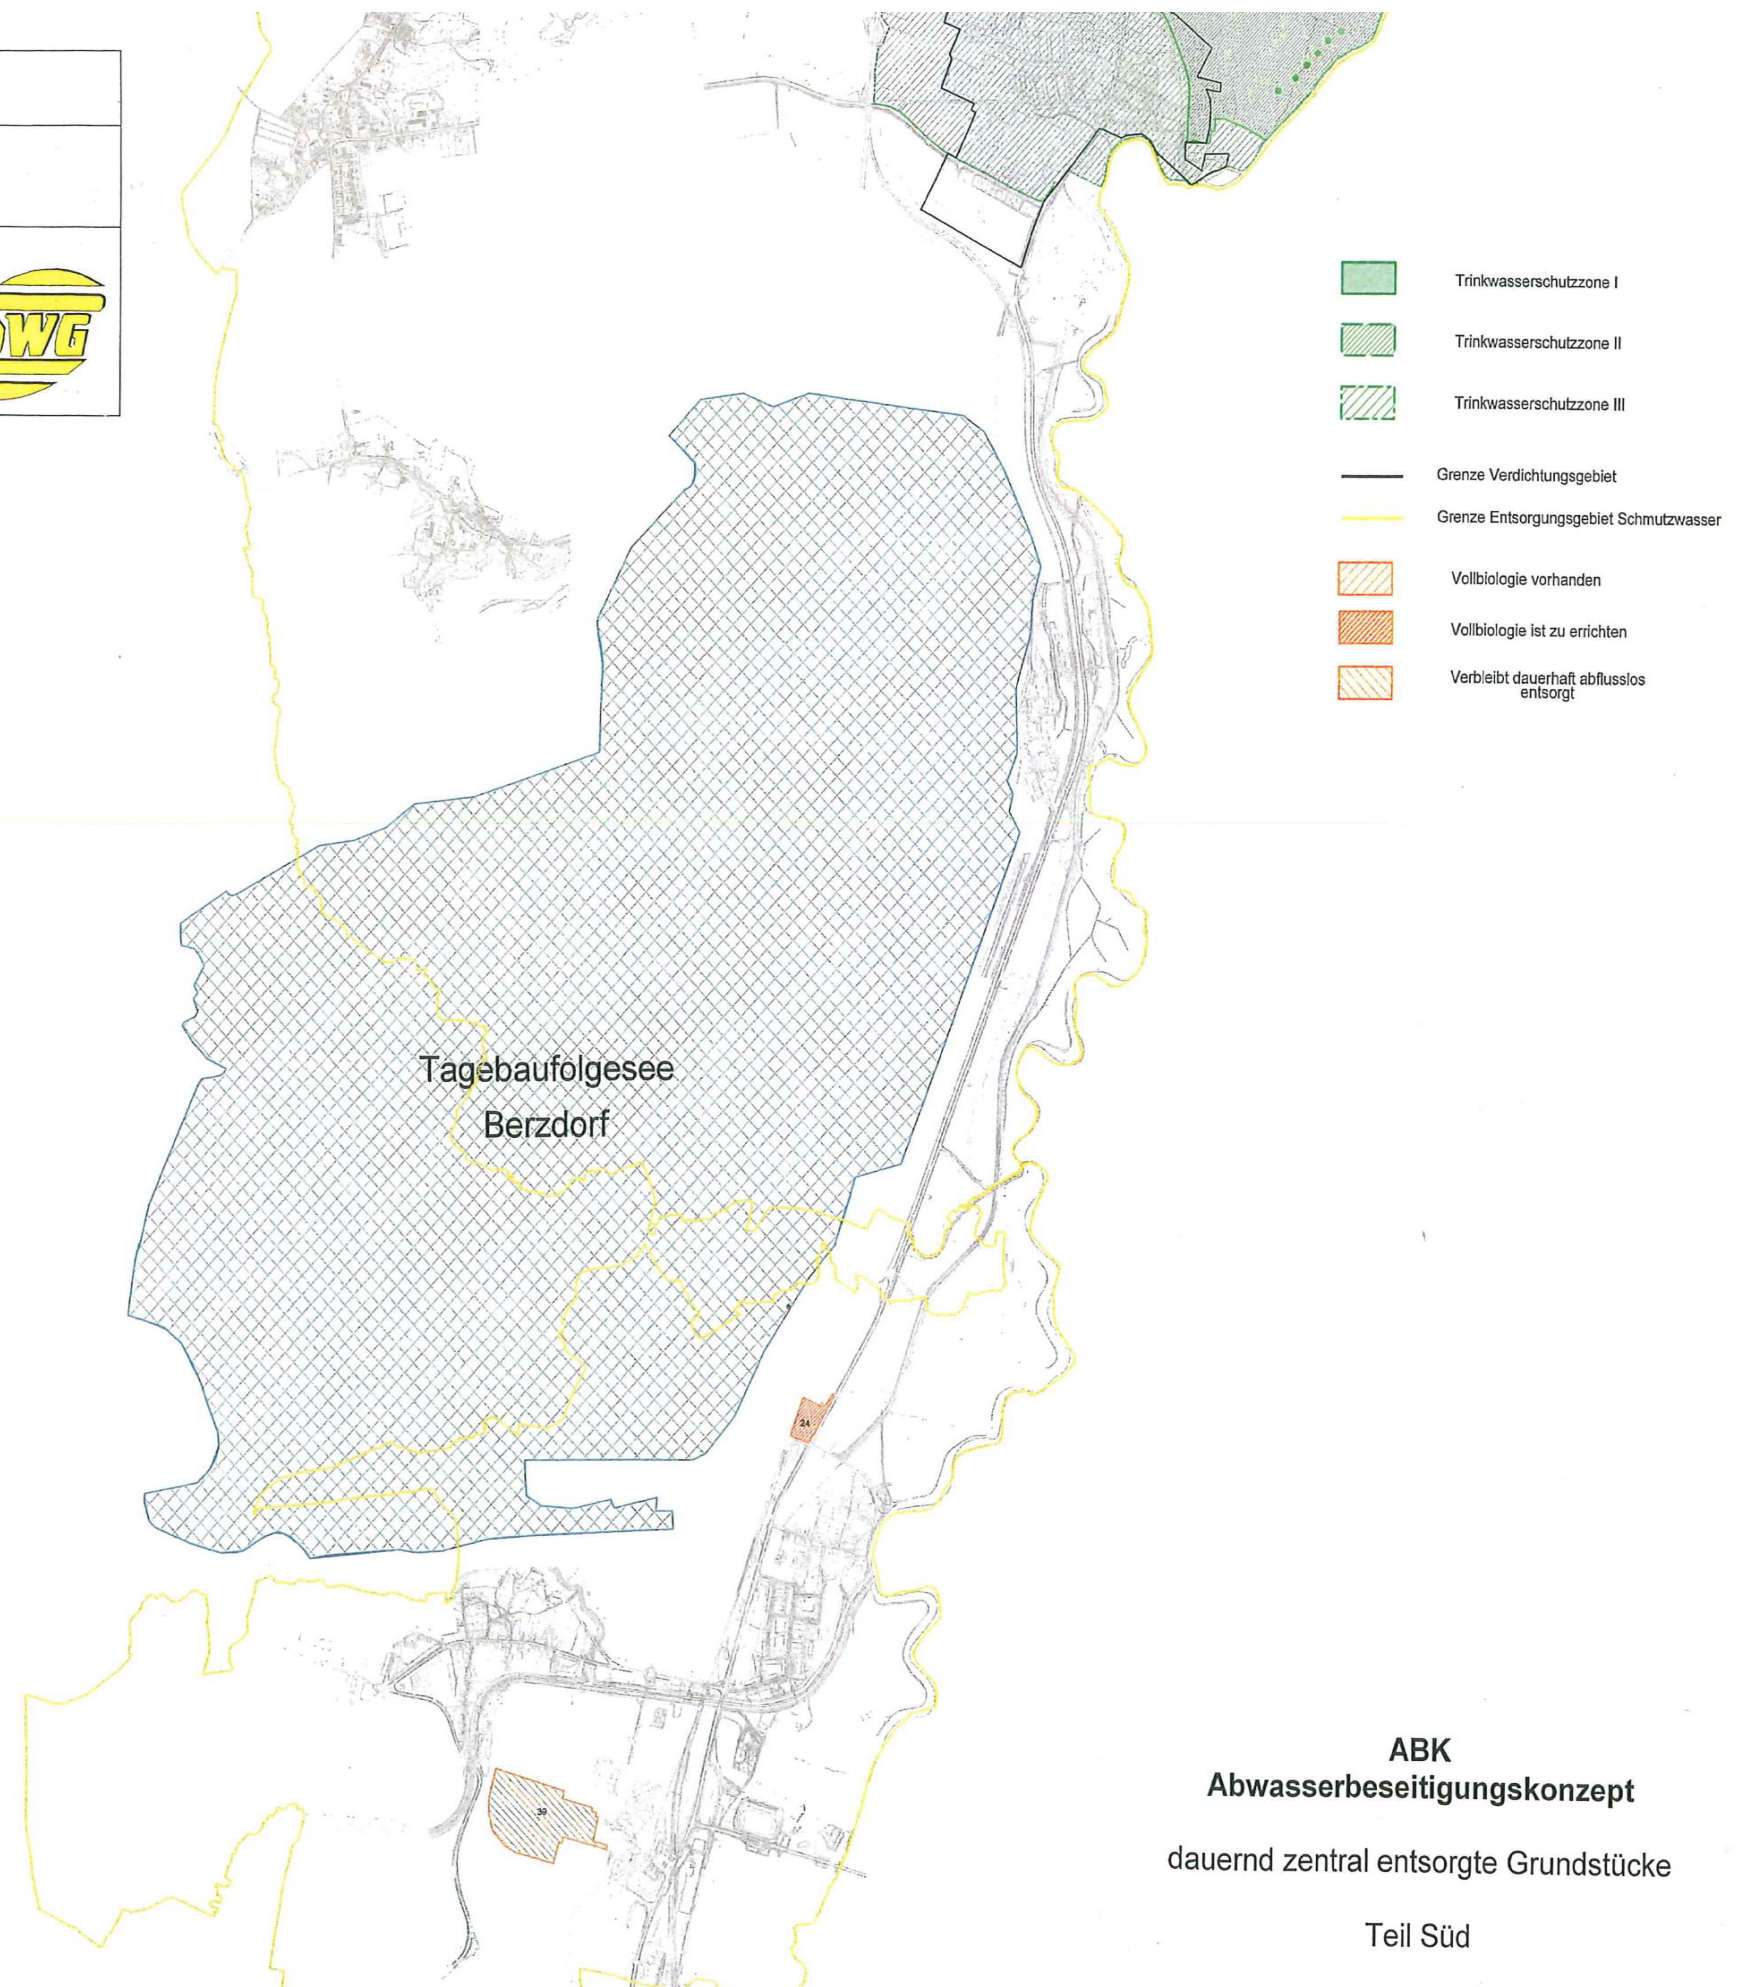 WG
Trinkwasserschutzzone I
Trinkwasserschutzzone II
Trinkwasserschutzzone III
Grenze Verdichtungsgebiet
Grenze Entsorgungsgebiet Schmutzwasser
Vollbiologie vorhanden
Vollbiologie ist zu errichten
Verbleibt dauerhaft abflusslos
entsorgt
Tagebaufolgesee
Berzdorf
24
39
ABK
Abwasserbeseitigungskonzept
dauernd zentral entsorgte Grundstücke
Teil Süd